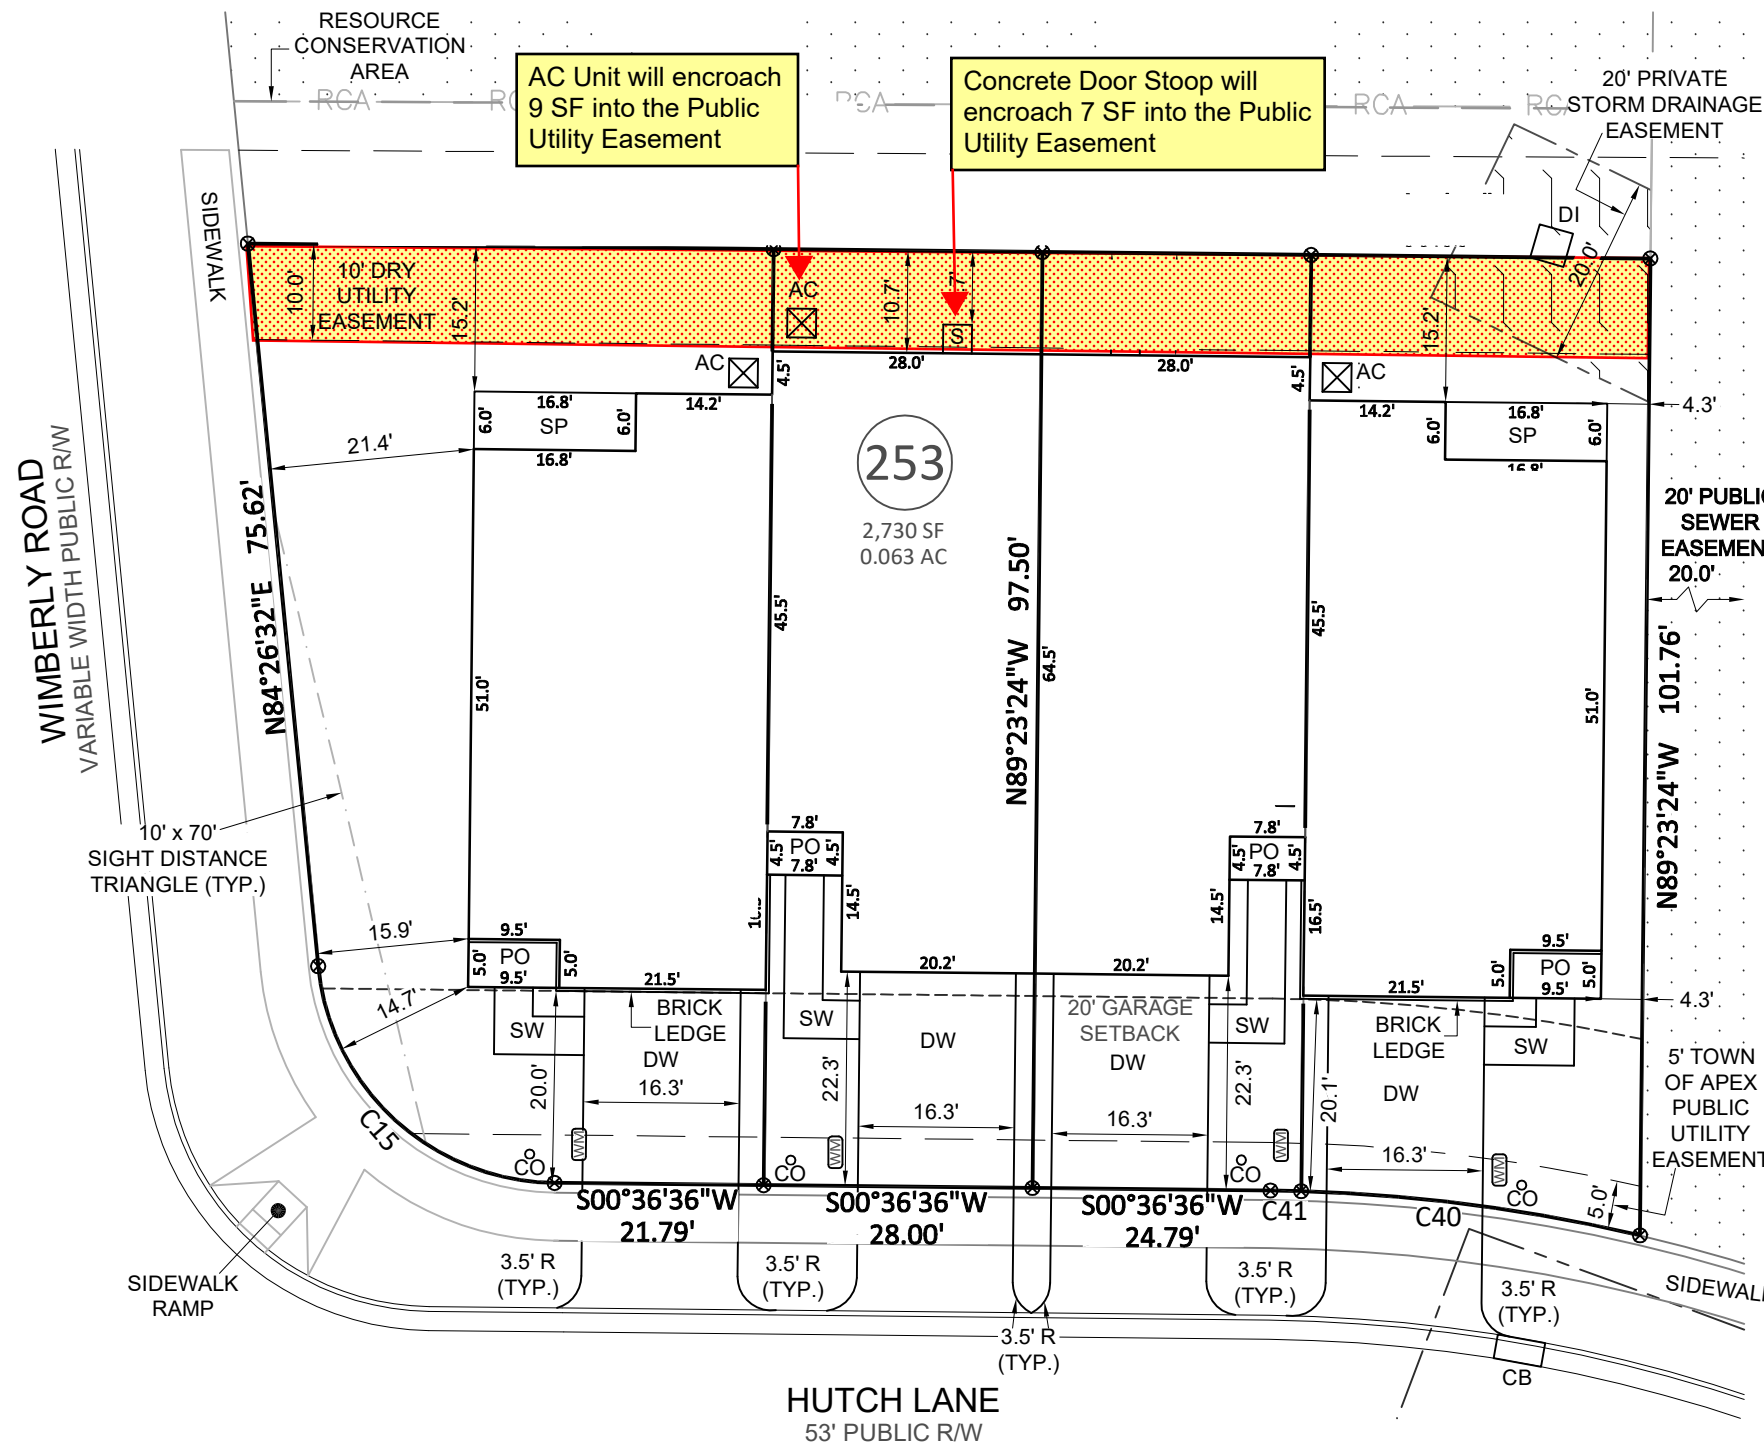 RESOURCE
CONSERVATION
AREA
RCA
AC Unit will encroach
9 SF into the Public
Utility Easement
Concrete Door Stoop will
encroach 7 SF into the Public
Utility Easement
RCA
20' PRIVATE
STORM DRAINAGE
EASEMENT
SIDEWALK
DI
20.0'
10.0'
10' DRY
UTILITY
EASEMENT
15.2'
AC
10.7'
S
15.2'
AC
4.5'
28.0'
28.0'
4.5'
AC
16.8'
14.2'
14.2'
16.8'
4.3'
6.0'
SP
6.0'
6.0'
SP
6.0'
16.8'
16.8'
21.4'
253
2,730 SF
0.063 AC
WIMBERLY ROAD
VARIABLE WIDTH PUBLIC R/W
N84°26'32"E 75.62'
51.0'
45.5'
N89°23'24"W 97.50'
64.5'
45.5'
51.0'
N89°23'24"W 101.76'
SEWER
20.0'
10' x 70'
SIGHT DISTANCE
TRIANGLE (TYP.)
7.8'
4.5'
PO
4.5'
7.8'
7.8'
4.5'
PO
4.5'
7.8'
14.5'
14.5'
16.5'
15.9'
9.5'
5.0'
PO
5.0'
9.5'
14.7'
21.5'
20.2'
20.2'
21.5'
9.5'
5.0'
PO
5.0'
9.5'
4.3'
SW
BRICK
LEDGE
DW
SW
DW
20' GARAGE
SETBACK
DW
SW
BRICK
LEDGE
DW
SW
20.0'
16.3'
22.3'
16.3'
16.3'
22.3'
20.1'
16.3'
5' TOWN
OF APEX
PUBLIC
UTILITY
C15
CO
WM
CO
WM
CO
WM
WM
CO
5.0'
S00°36'36"W
21.79'
S00°36'36"W
28.00'
S00°36'36"W
24.79'
C41
C40
SIDEWALK
RAMP
3.5' R
(TYP.)
3.5' R
(TYP.)
3.5' R
(TYP.)
3.5' R
(TYP.)
3.5' R
(TYP.)
CB
HUTCH LANE
53' PUBLIC R/W